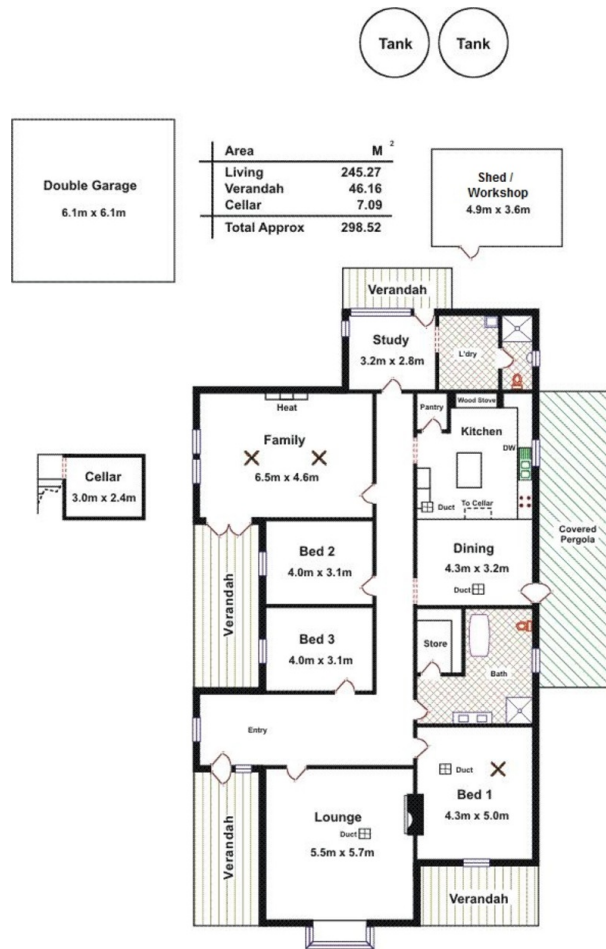 Tank
Tank
Double Garage
6.1m x 6.1m
Area M²
Living 245.27
Verandah 46.16
Cellar 7.09
Total Approx 298.52
Shed /
Workshop
4.9m x 3.6m
Verandah
Study
3.2m x 2.8m
L'dry
Heat
Family
6.5m x 4.6m
Pantry
Wood Stove
Kitchen
DW
Duct
To Cellar
Cellar
3.0m x 2.4m
Covered
Pergola
Bed 2
4.0m x 3.1m
Dining
4.3m x 3.2m
Duct
Verandah
Bed 3
4.0m x 3.1m
Store
Bath
Entry
Duct
Bed 1
4.3m x 5.0m
Lounge
Duct
5.5m x 5.7m
Verandah
Verandah